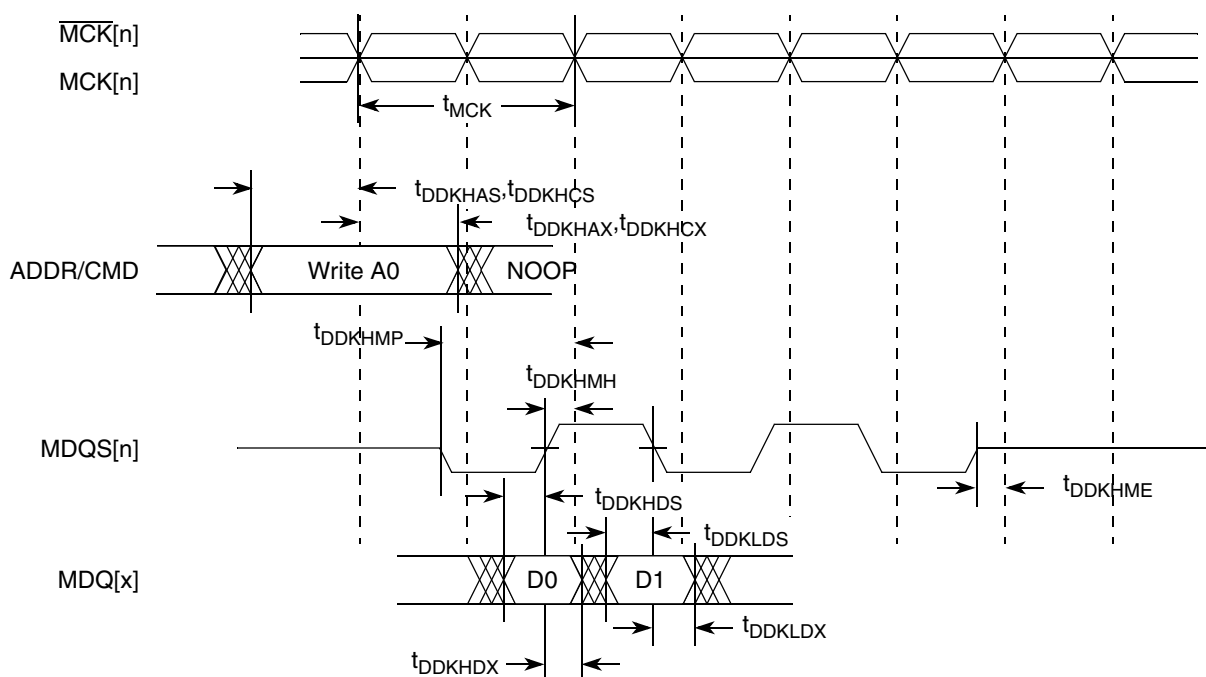 MCK[n]
MCK[n]
tMCK
tDDKHAS,tDDKHCS
tDDKHAX,tDDKHCX
ADDR/CMD
Write A0
NOOP
tDDKHMP
tDDKHMH
MDQS[n]
tDDKHDS
tDDKHME
tDDKLDS
MDQ[x]
D0
D1
tDDKLDX
tDDKHDX